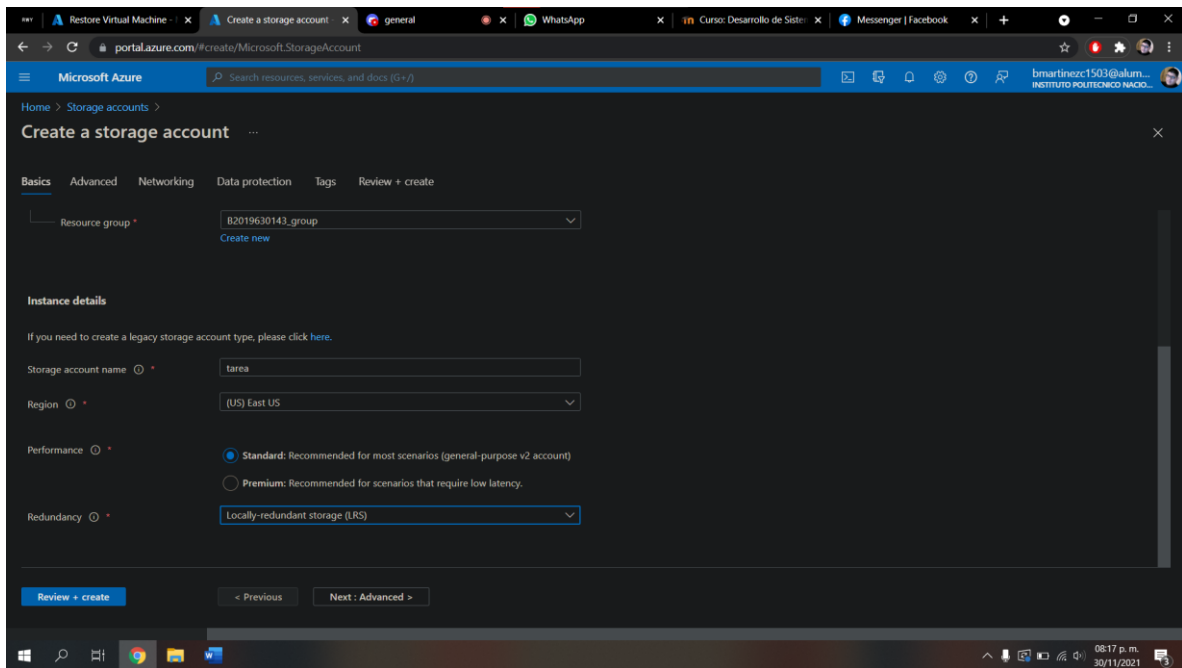 Restore Virtual Machine - Create a storage account - general WhatsApp Curso: Desarrollo de Sister Messenger | Facebook
portal.azure.com/#create/Microsoft.StorageAccount
Microsoft Azure Search resources, services, and docs (G+/) bmartinezc1503@alum...
INSTITUTO POLITECNICO NACIO...
Home > Storage accounts >
Create a storage account ...
Basics Advanced Networking Data protection Tags Review + create
Resource group * B2019630143_group
Create new
Instance details
If you need to create a legacy storage account type, please click here.
Storage account name * tarea
Region * (US) East US
Performance * Standard: Recommended for most scenarios (general-purpose v2 account)
Premium: Recommended for scenarios that require low latency.
Redundancy * Locally-redundant storage (LRS)
Review + create < Previous Next : Advanced >
08:17 p. m.
30/11/2021